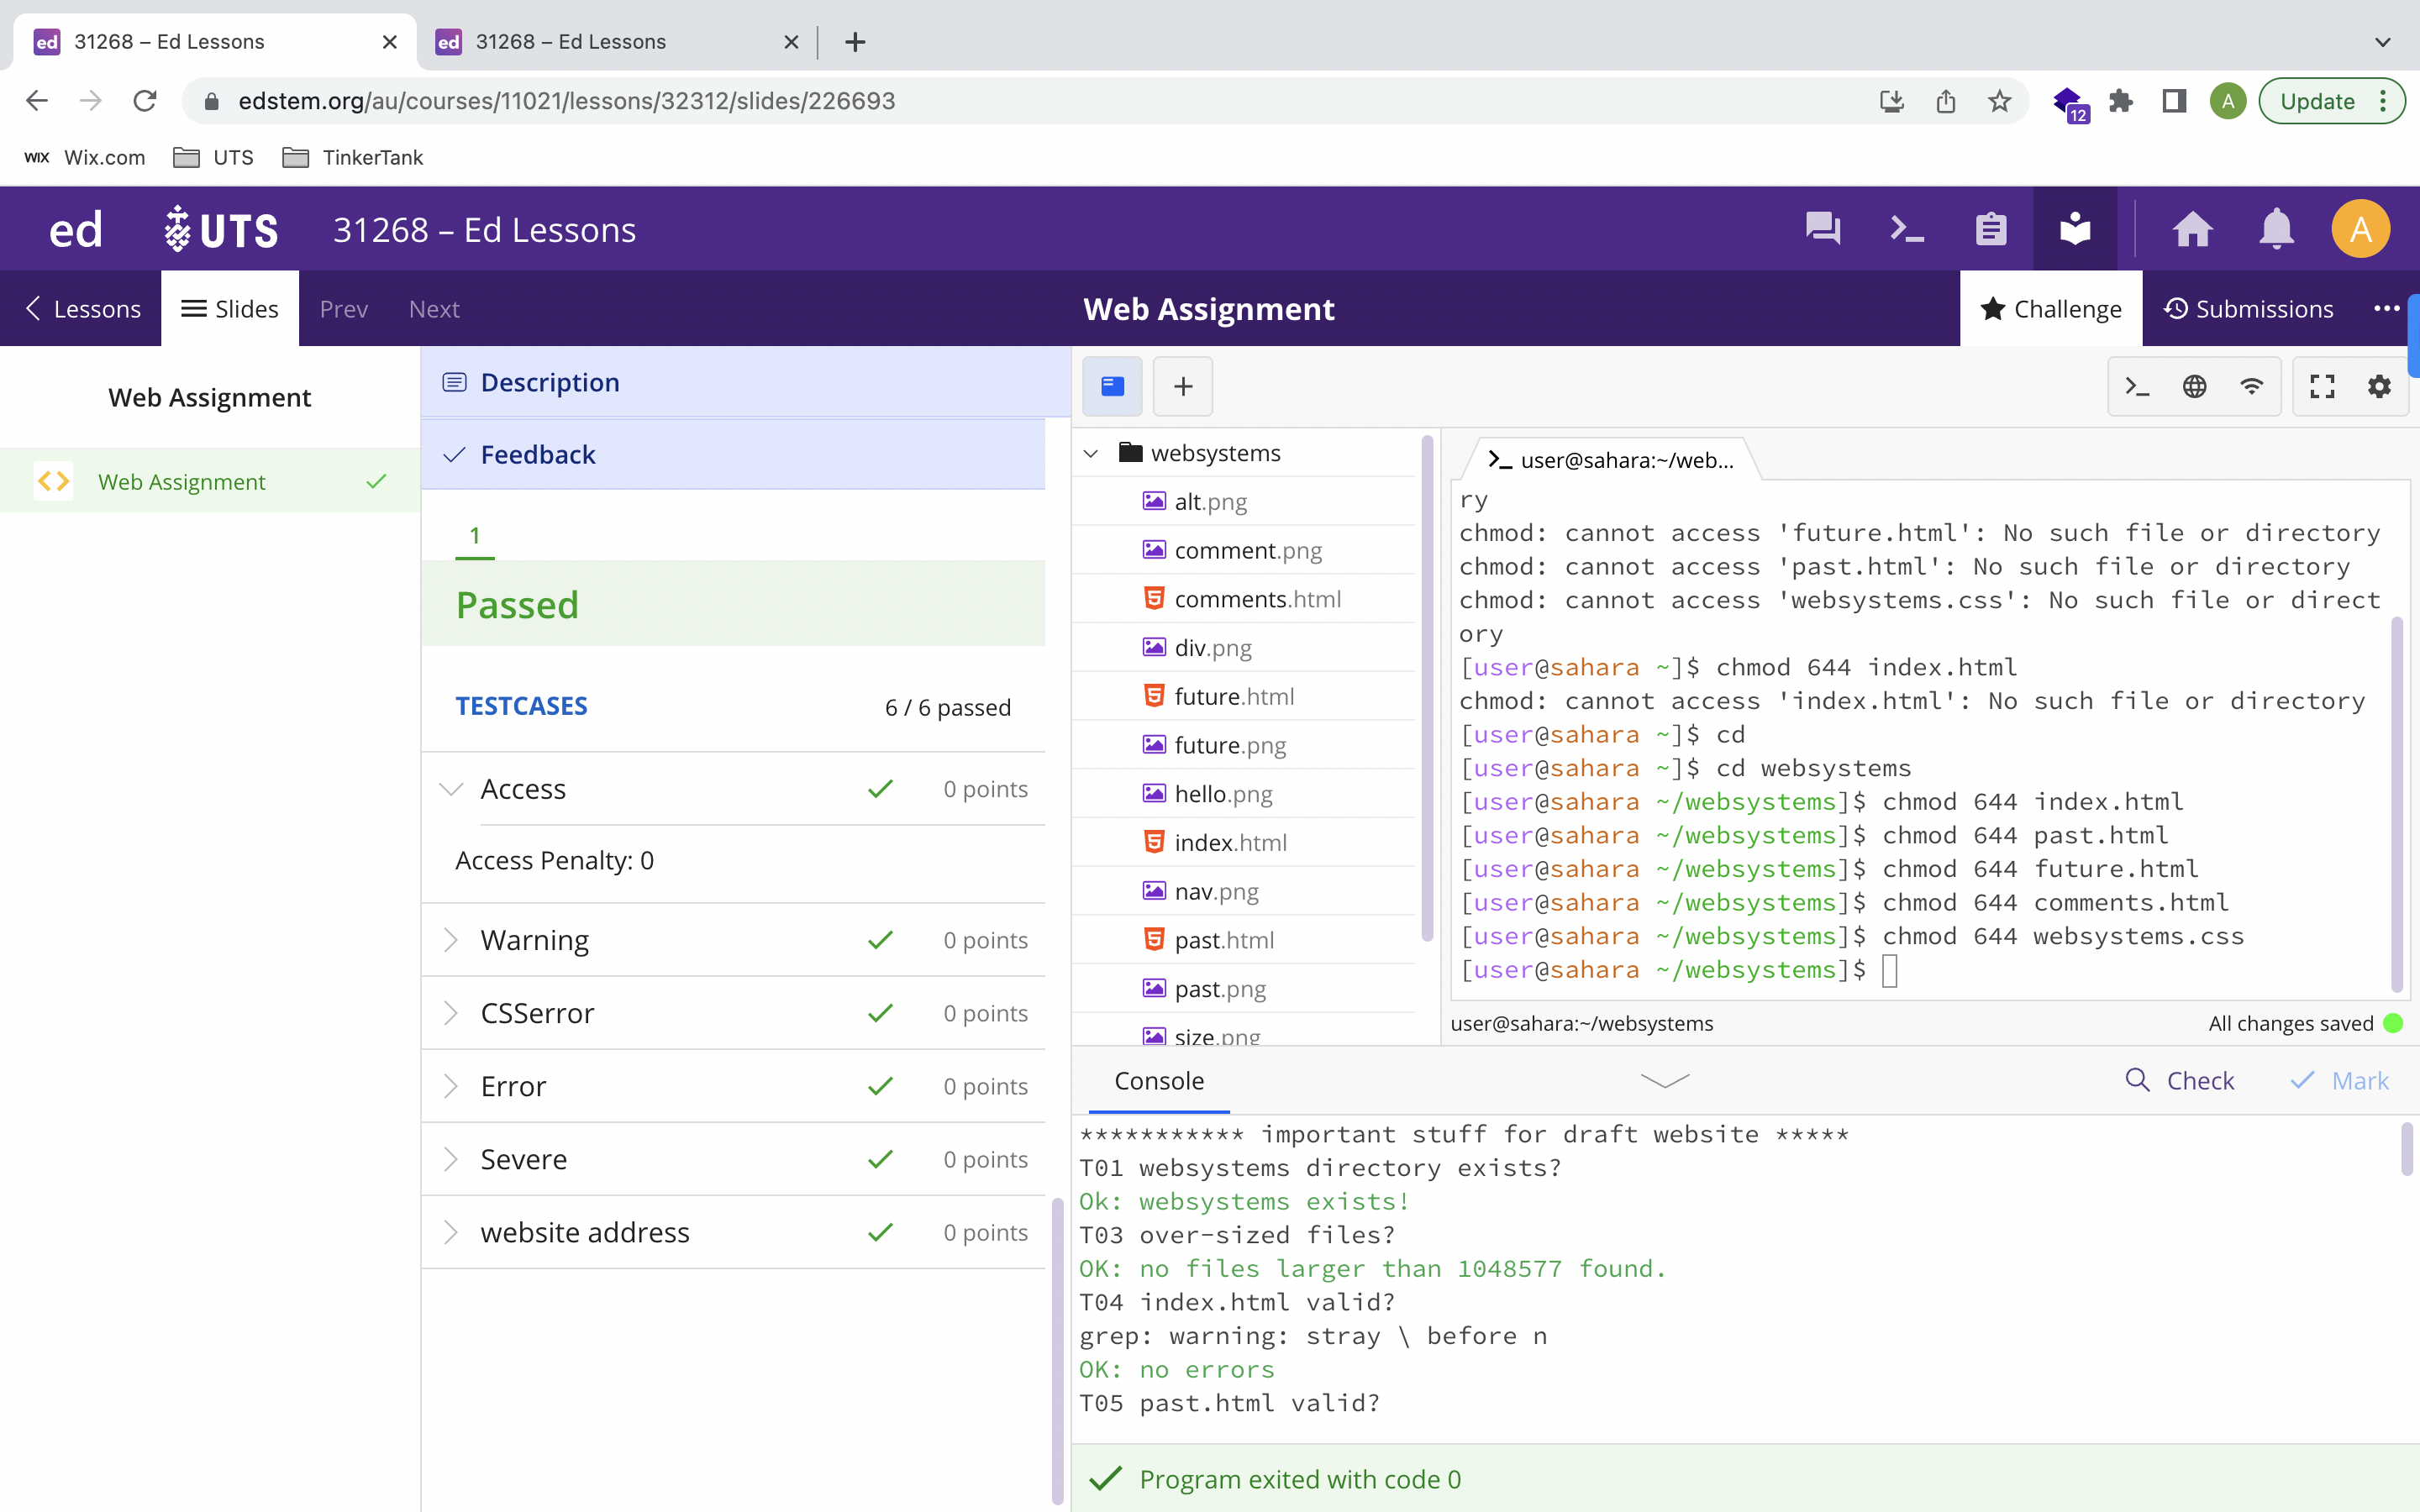 31268 – Ed Lessons
31268 – Ed Lessons
edstem.org/au/courses/11021/lessons/32312/slides/226693
12
A
Update
WIX Wix.com
UTS
TinkerTank
ed
UTS
31268 – Ed Lessons
A
Lessons
Slides
Prev
Next
Web Assignment
Challenge
Submissions
Web Assignment
Web Assignment
Description
Feedback
1
Passed
TESTCASES
6 / 6 passed
Access
0 points
Access Penalty: 0
Warning
0 points
CSSerror
0 points
Error
0 points
Severe
0 points
website address
0 points
websystems
alt.png
comment.png
comments.html
div.png
future.html
future.png
hello.png
index.html
nav.png
past.html
past.png
size.png
user@sahara:~/web...
ry
chmod: cannot access 'future.html': No such file or directory
chmod: cannot access 'past.html': No such file or directory
chmod: cannot access 'websystems.css': No such file or direct
ory
[user@sahara ~]$ chmod 644 index.html
chmod: cannot access 'index.html': No such file or directory
[user@sahara ~]$ cd
[user@sahara ~]$ cd websystems
[user@sahara ~/websystems]$ chmod 644 index.html
[user@sahara ~/websystems]$ chmod 644 past.html
[user@sahara ~/websystems]$ chmod 644 future.html
[user@sahara ~/websystems]$ chmod 644 comments.html
[user@sahara ~/websystems]$ chmod 644 websystems.css
[user@sahara ~/websystems]$
user@sahara:~/websystems
All changes saved
Console
Check
Mark
*********** important stuff for draft website *****
T01 websystems directory exists?
Ok: websystems exists!
T03 over-sized files?
OK: no files larger than 1048577 found.
T04 index.html valid?
grep: warning: stray \ before n
OK: no errors
T05 past.html valid?
Program exited with code 0